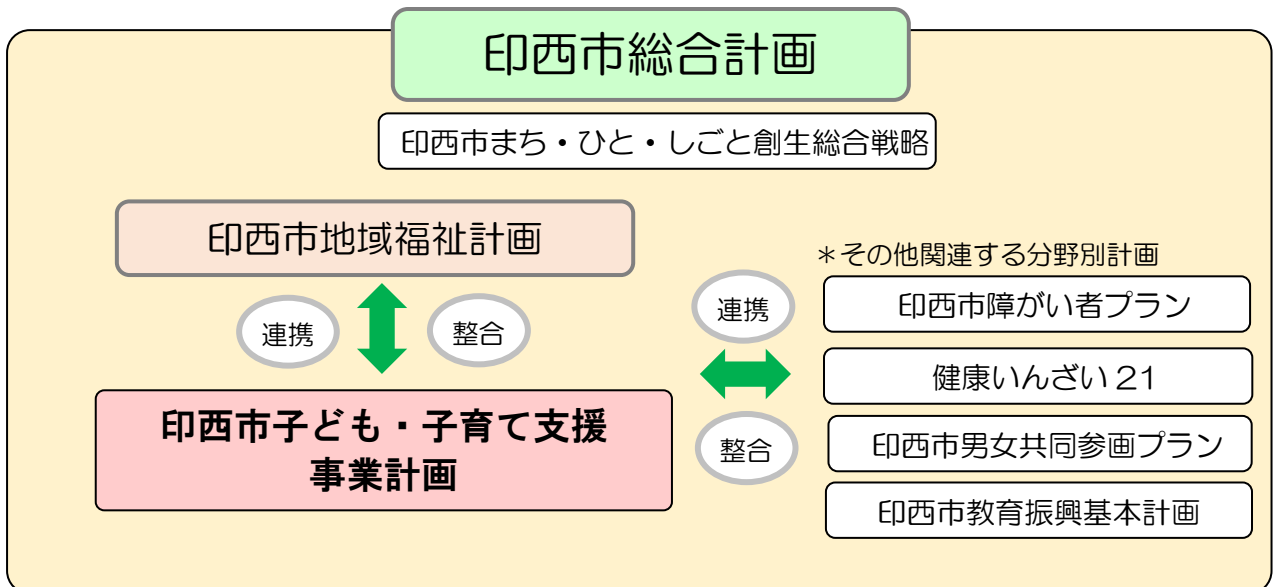 印西市総合計画
印西市まち・ひと・しごと創生総合戦略
印西市地域福祉計画
連携
整合
印西市子ども・子育て支援
事業計画
連携
整合
＊その他関連する分野別計画
印西市障がい者プラン
健康いんざい21
印西市男女共同参画プラン
印西市教育振興基本計画